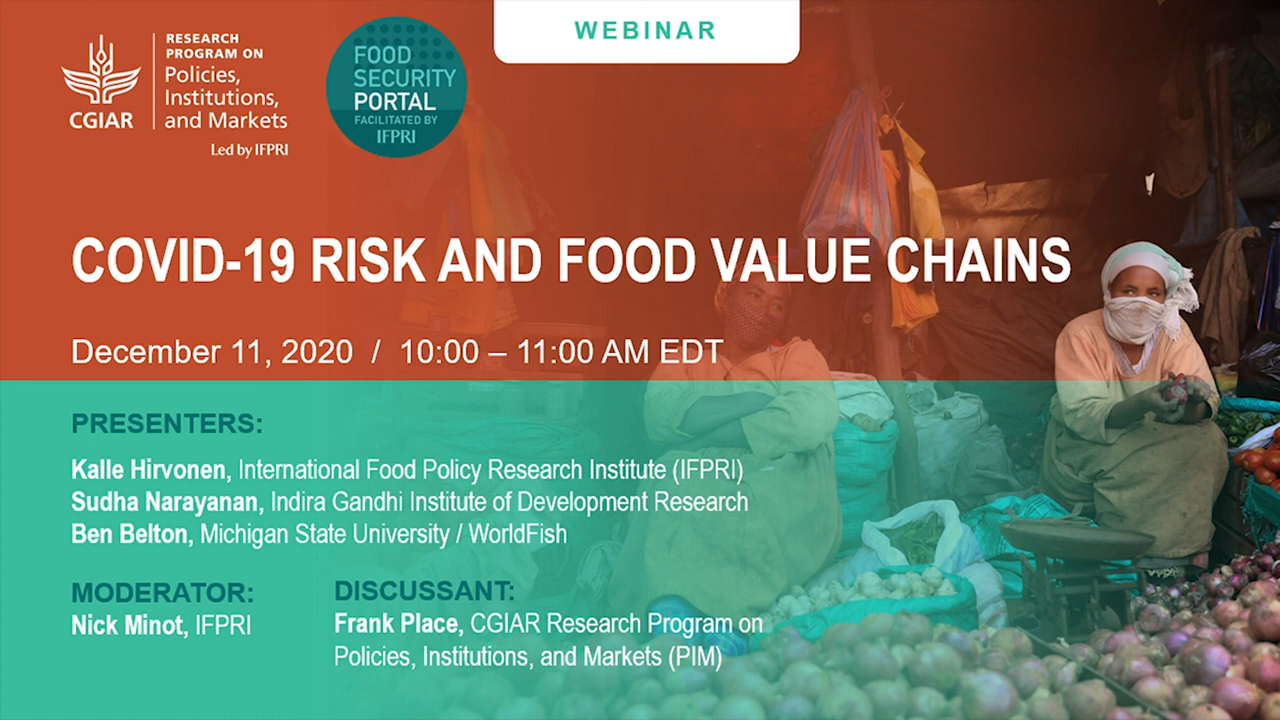 WEBINAR
RESEARCH
PROGRAM ON
Policies,
Institutions,
and Markets
CGIAR
Led by IFPRI
FOOD
SECURITY
PORTAL
FACILITATED BY
IFPRI
COVID-19 RISK AND FOOD VALUE CHAINS
December 11, 2020 / 10:00 – 11:00 AM EDT
PRESENTERS:
Kalle Hirvonen, International Food Policy Research Institute (IFPRI)
Sudha Narayanan, Indira Gandhi Institute of Development Research
Ben Belton, Michigan State University / WorldFish
MODERATOR:
Nick Minot, IFPRI
DISCUSSANT:
Frank Place, CGIAR Research Program on
Policies, Institutions, and Markets (PIM)